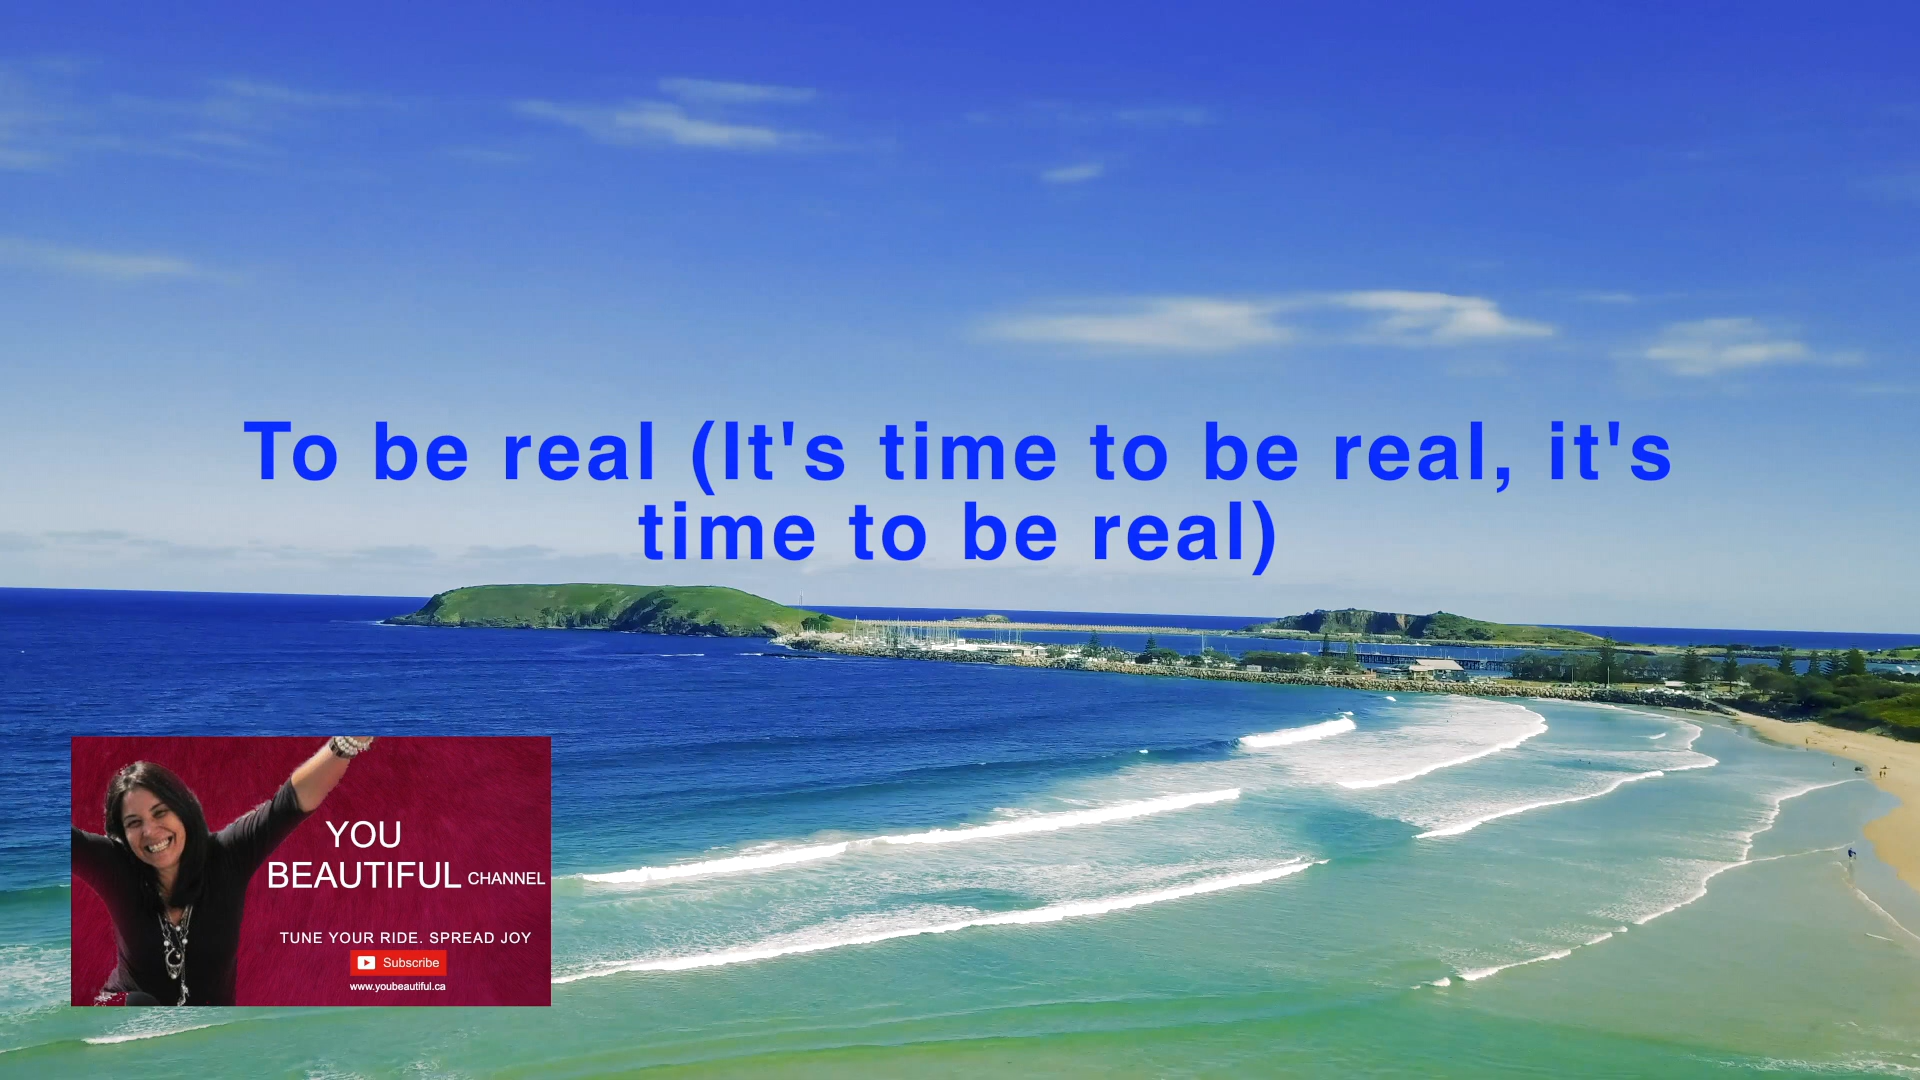 To be real (It's time to be real, it's
time to be real)
YOU
BEAUTIFUL CHANNEL
TUNE YOUR RIDE. SPREAD JOY
Subscribe
www.youbeautiful.ca